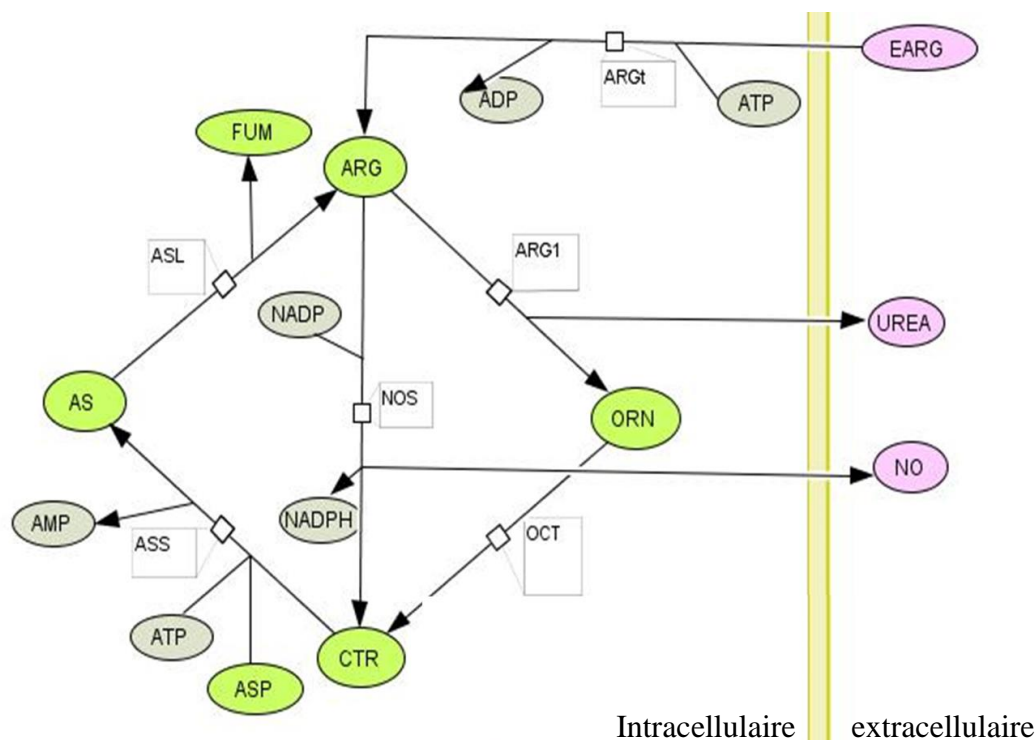 EARG
ARGt
ADP
ATP
FUM
ARG
ASL
ARG1
NADP
UREA
AS
NOS
ORN
NO
NADPH
AMP
ASS
OCT
ATP
CTR
ASP
Intracellulaire extracellulaire